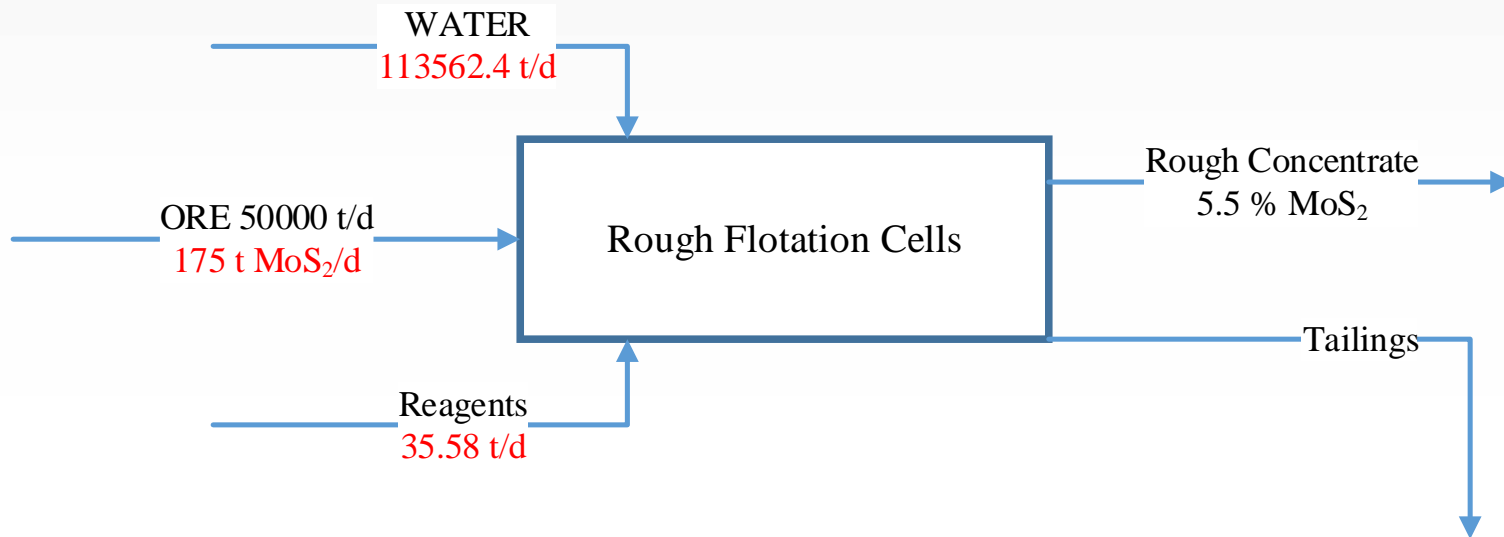 WATER
113562.4 t/d
ORE 50000 t/d
175 t MoS₂/d
Rough Flotation Cells
Rough Concentrate
5.5 % MoS₂
Tailings
Reagents
35.58 t/d